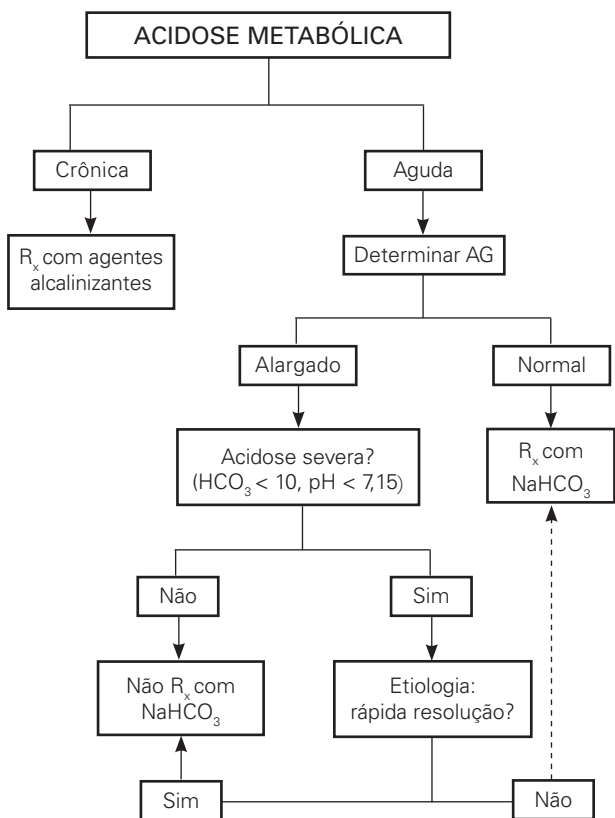 ACIDOSE METABÓLICA
Crônica
Aguda
Rx com agentes
alcalinizantes
Determinar AG
Alargado
Normal
Acidose severa?
(HCO3 < 10, pH < 7,15)
Rx com
NaHCO3
Não
Sim
Não Rx com
NaHCO3
Etiologia:
rápida resolução?
Sim
Não